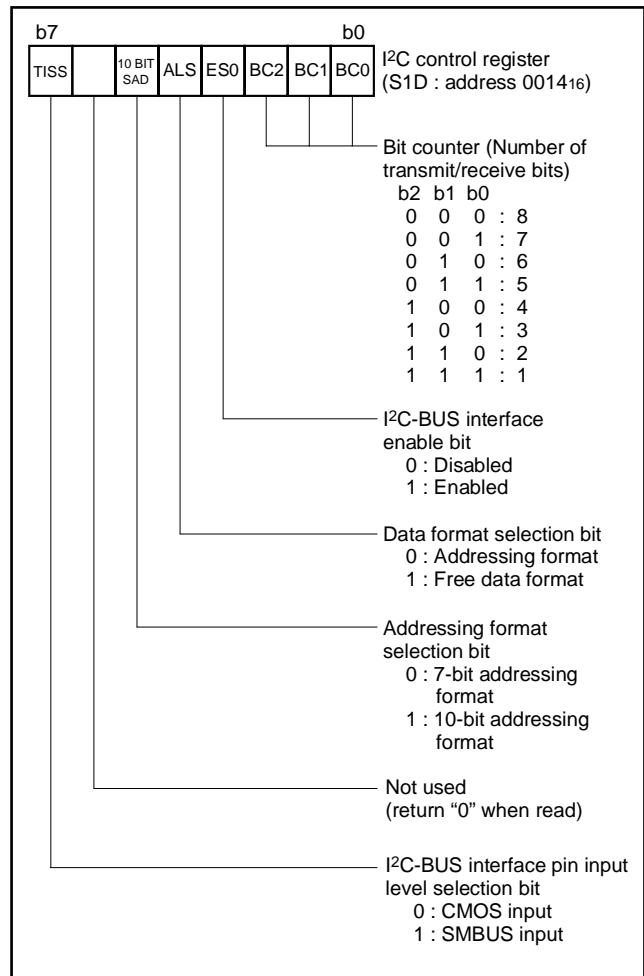 b7 b0
TISS 10 BIT SAD ALS ES0 BC2 BC1 BC0
I²C control register
(S1D : address 0014₁₆)
Bit counter (Number of
transmit/receive bits)
b2 b1 b0
0 0 0 : 8
0 0 1 : 7
0 1 0 : 6
0 1 1 : 5
1 0 0 : 4
1 0 1 : 3
1 1 0 : 2
1 1 1 : 1
I²C-BUS interface
enable bit
0 : Disabled
1 : Enabled
Data format selection bit
0 : Addressing format
1 : Free data format
Addressing format
selection bit
0 : 7-bit addressing
format
1 : 10-bit addressing
format
Not used
(return “0” when read)
I²C-BUS interface pin input
level selection bit
0 : CMOS input
1 : SMBUS input